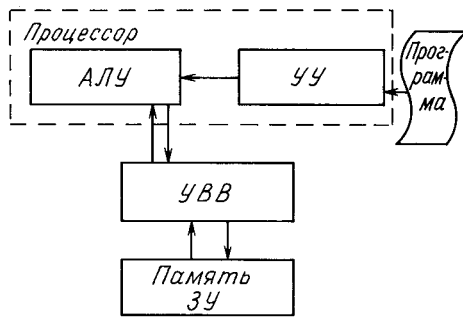 Процессор
АЛУ
УУ
Прог-
рам-
ма
УВВ
Память
ЗУ